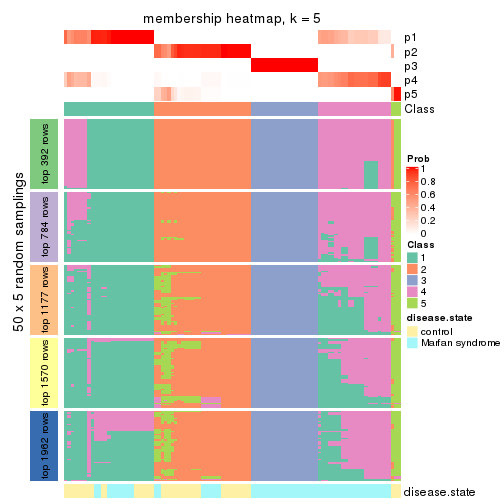 membership heatmap, k = 5
p1
p2
p3
p4
p5
Class
50 x 5 random samplings
top 392 rows
top 784 rows
top 1177 rows
top 1570 rows
top 1962 rows
Prob
1
0.8
0.6
0.4
0.2
0
Class
1
2
3
4
5
disease.state
control
Marfan syndrome
disease.state